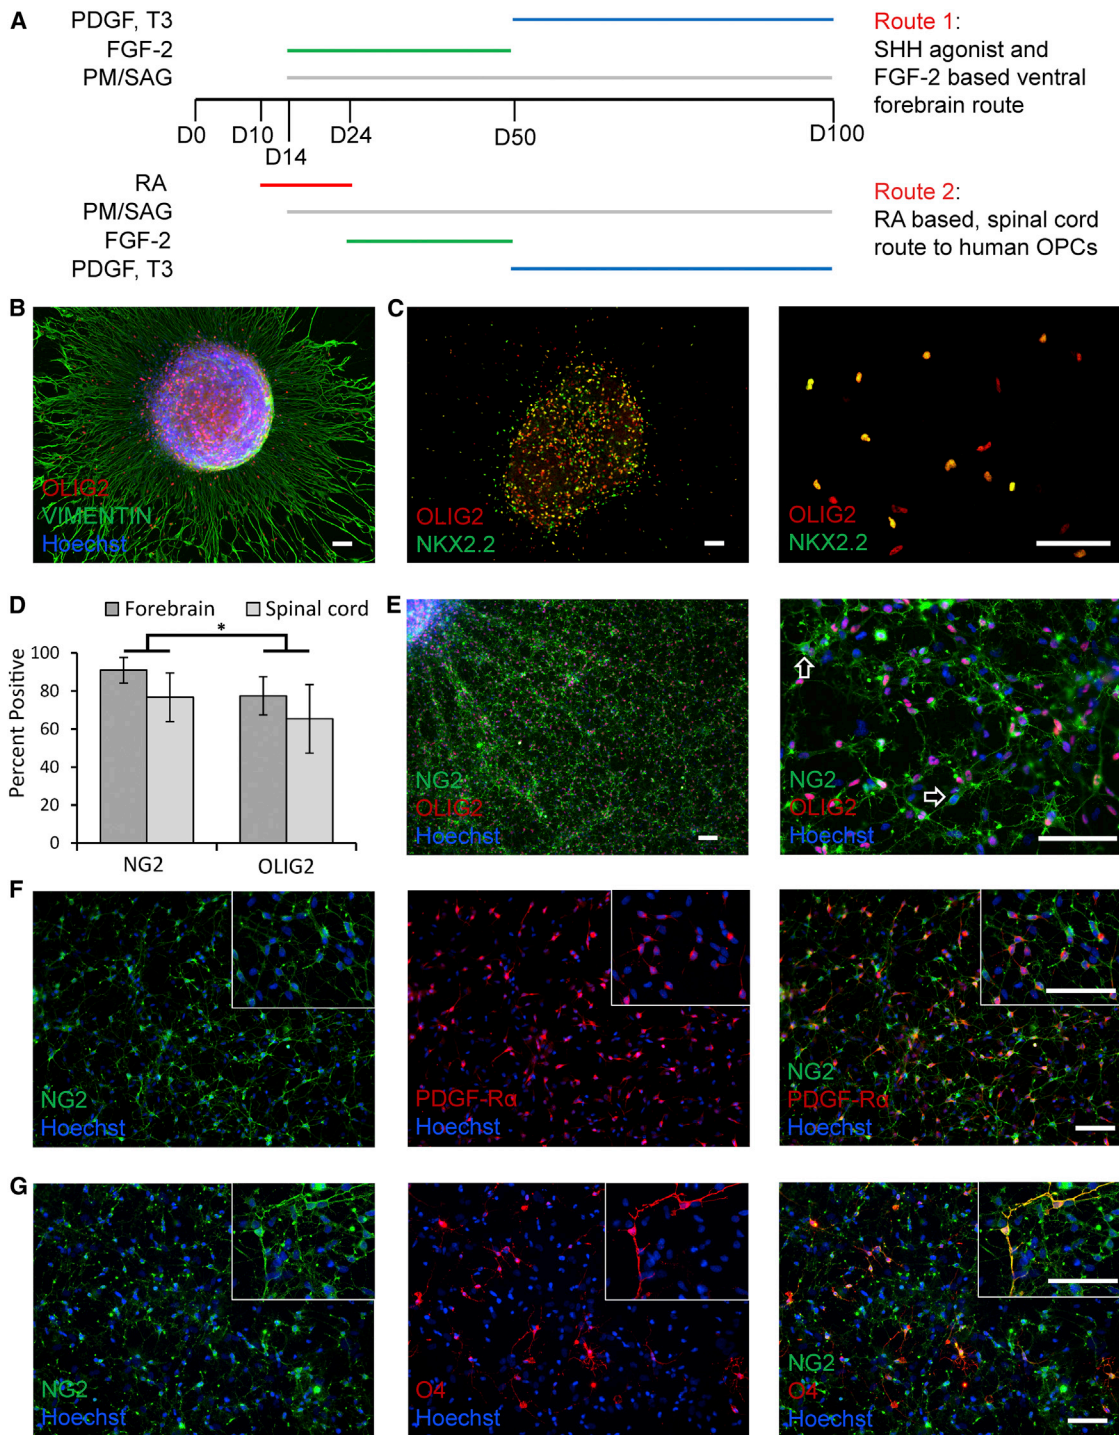 A
PDGF, T3
FGF-2
PM/SAG
D0
D10
D14
D24
D50
D100
Route 1:
SHH agonist and
FGF-2 based ventral
forebrain route
RA
PM/SAG
FGF-2
PDGF, T3
Route 2:
RA based, spinal cord
route to human OPCs
B
OLIG2
VIMENTIN
Hoechst
C
OLIG2
NKX2.2
OLIG2
NKX2.2
D
Forebrain
Spinal cord
*
Percent Positive
100
80
60
40
20
0
NG2
OLIG2
E
NG2
OLIG2
Hoechst
NG2
OLIG2
Hoechst
F
NG2
Hoechst
PDGF-Rα
Hoechst
NG2
PDGF-Rα
Hoechst
G
NG2
Hoechst
O4
Hoechst
NG2
O4
Hoechst